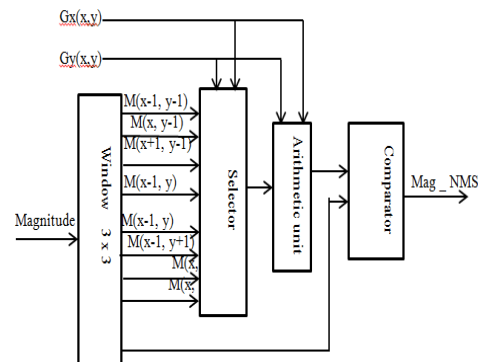 Gx(x,y)
Gy(x,y)
M(x-1, y-1)
M(x, y-1)
M(x+1, y-1)
M(x-1, y)
M(x-1, y)
M(x-1, y+1)
M(x,
M(x,
Magnitude
Window 3 x 3
Selector
Arithmetic unit
Comparator
Mag _ NMS